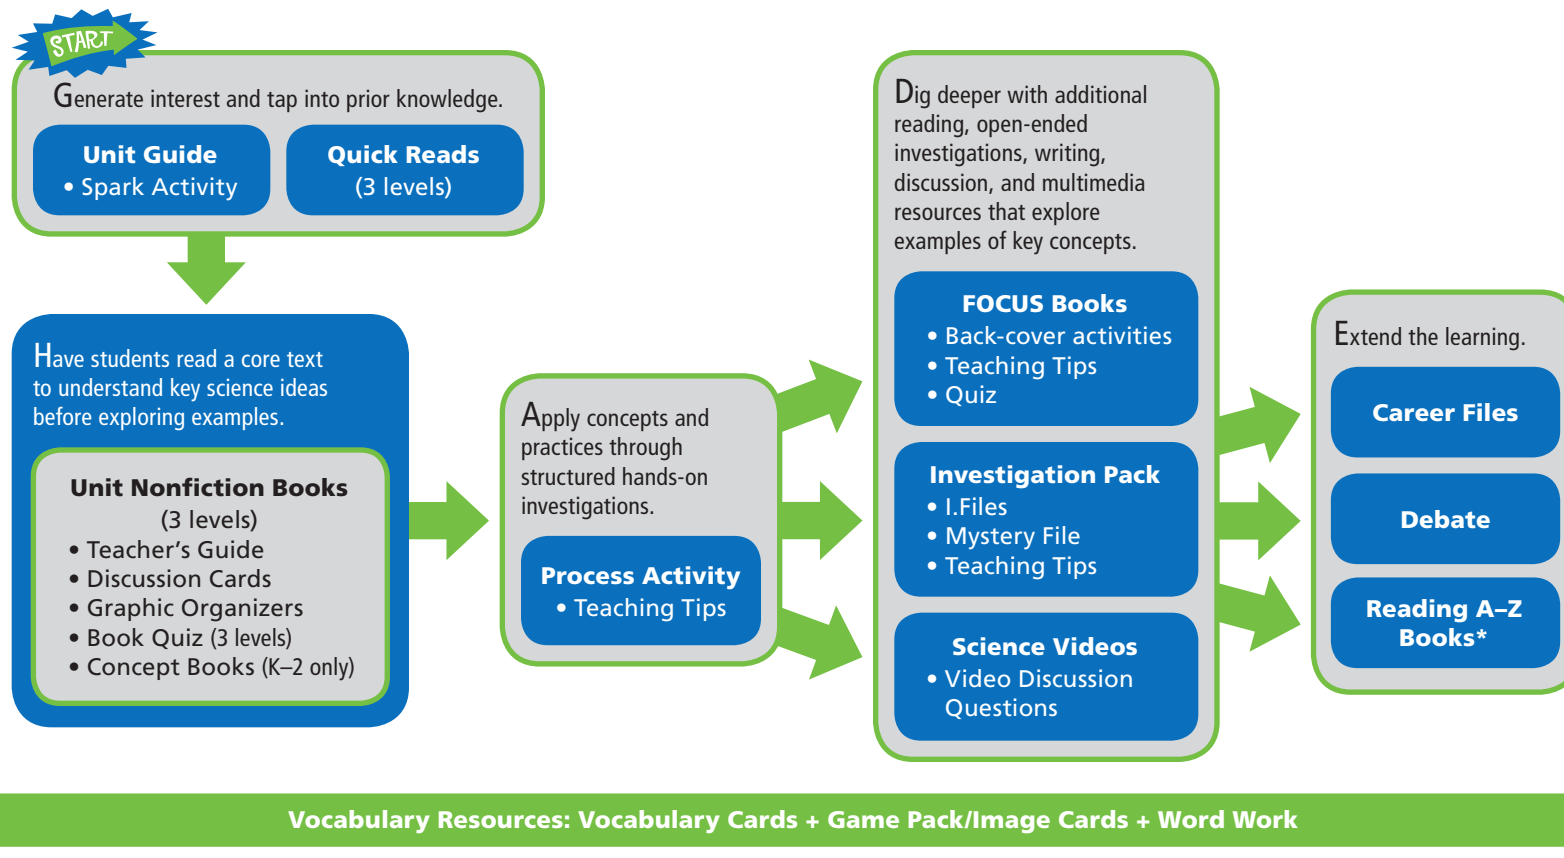 START
Generate interest and tap into prior knowledge.
Unit Guide
• Spark Activity
Quick Reads
(3 levels)
Have students read a core text
to understand key science ideas
before exploring examples.
Unit Nonfiction Books
(3 levels)
• Teacher's Guide
• Discussion Cards
• Graphic Organizers
• Book Quiz (3 levels)
• Concept Books (K–2 only)
Apply concepts and
practices through
structured hands-on
investigations.
Process Activity
• Teaching Tips
Dig deeper with additional
reading, open-ended
investigations, writing,
discussion, and multimedia
resources that explore
examples of key concepts.
FOCUS Books
• Back-cover activities
• Teaching Tips
• Quiz
Investigation Pack
• I.Files
• Mystery File
• Teaching Tips
Science Videos
• Video Discussion
Questions
Extend the learning.
Career Files
Debate
Reading A–Z
Books*
Vocabulary Resources: Vocabulary Cards + Game Pack/Image Cards + Word Work